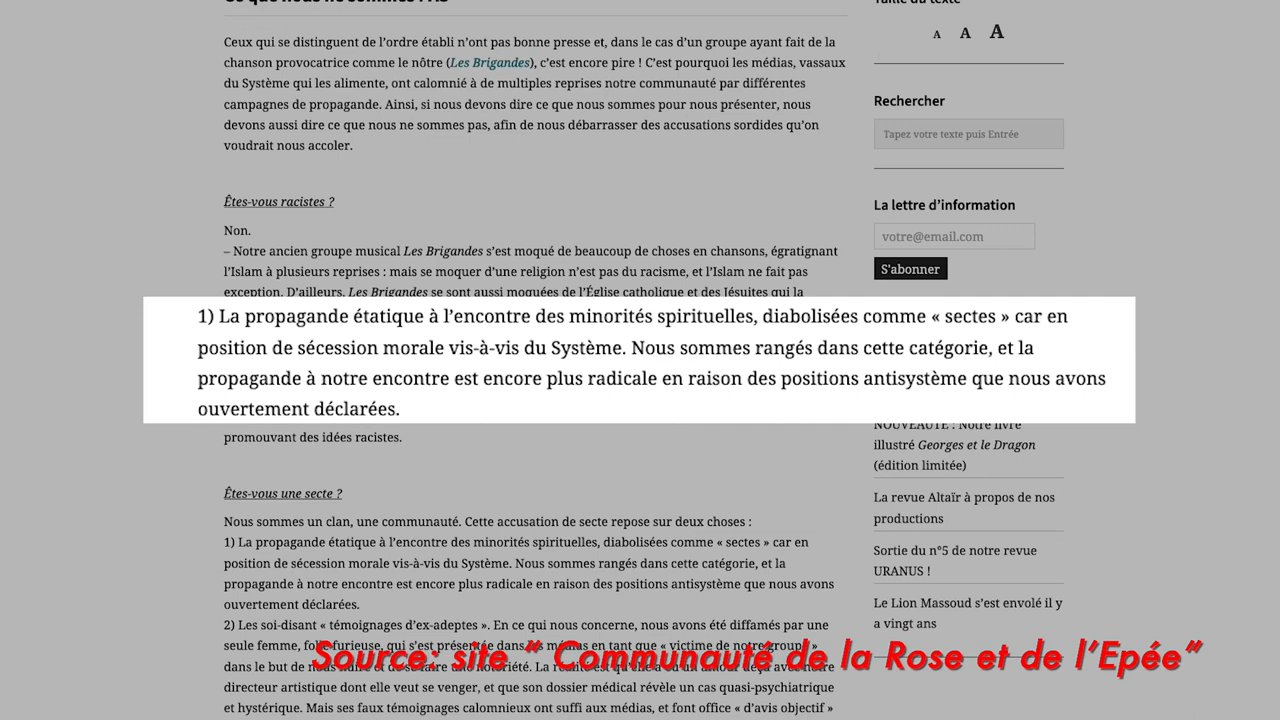 Ceux qui se distinguent de l'ordre établi n'ont pas bonne presse et, dans le cas d'un groupe ayant fait de la
chanson provocatrice comme le nôtre (Les Brigandes), c'est encore pire ! C'est pourquoi les médias, vassaux
du Système qui les alimente, ont calomnié à de multiples reprises notre communauté par différentes
campagnes de propagande. Ainsi, si nous devons dire ce que nous sommes pour nous présenter, nous
devons aussi dire ce que nous ne sommes pas, afin de nous débarrasser des accusations sordides qu'on
voudrait nous accoler.
Êtes-vous racistes ?
Non.
– Notre ancien groupe musical Les Brigandes s'est moqué de beaucoup de choses en chansons, égratignant
l'Islam à plusieurs reprises : mais se moquer d'une religion n'est pas du racisme, et l'Islam ne fait pas
exception. D'ailleurs, Les Brigandes se sont aussi moquées de l'Église catholique et des Jésuites qui la
1) La propagande étatique à l'encontre des minorités spirituelles, diabolisées comme « sectes » car en
position de sécession morale vis-à-vis du Système. Nous sommes rangés dans cette catégorie, et la
propagande à notre encontre est encore plus radicale en raison des positions antisystème que nous avons
ouvertement déclarées.
promouvant des idées racistes.
Êtes-vous une secte ?
Nous sommes un clan, une communauté. Cette accusation de secte repose sur deux choses :
1) La propagande étatique à l'encontre des minorités spirituelles, diabolisées comme « sectes » car en
position de sécession morale vis-à-vis du Système. Nous sommes rangés dans cette catégorie, et la
propagande à notre encontre est encore plus radicale en raison des positions antisystème que nous avons
ouvertement déclarées.
2) Les soi-disant « témoignages d'ex-adeptes ». En ce qui nous concerne, nous avons été diffamés par une
seule femme, folle furieuse, qui s'est présentée dans les médias en tant que « victime de notre groupe »
dans le but de
directeur artistique dont elle veut se venger, et que son dossier médical révèle un cas quasi-psychiatrique
et hystérique. Mais ses faux témoignages calomnieux ont suffi aux médias, et font office « d'avis objectif »
A A A
Rechercher
Tapez votre texte puis Entrée
La lettre d'information
votre@email.com
S'abonner
NOUVEAUTÉ : Notre livre
illustré Georges et le Dragon
(édition limitée)
La revue Altaïr à propos de nos
productions
Sortie du n°5 de notre revue
URANUS !
Le Lion Massoud s'est envolé il y
a vingt ans
Source: site " Communauté de la Rose et de l'Epée"